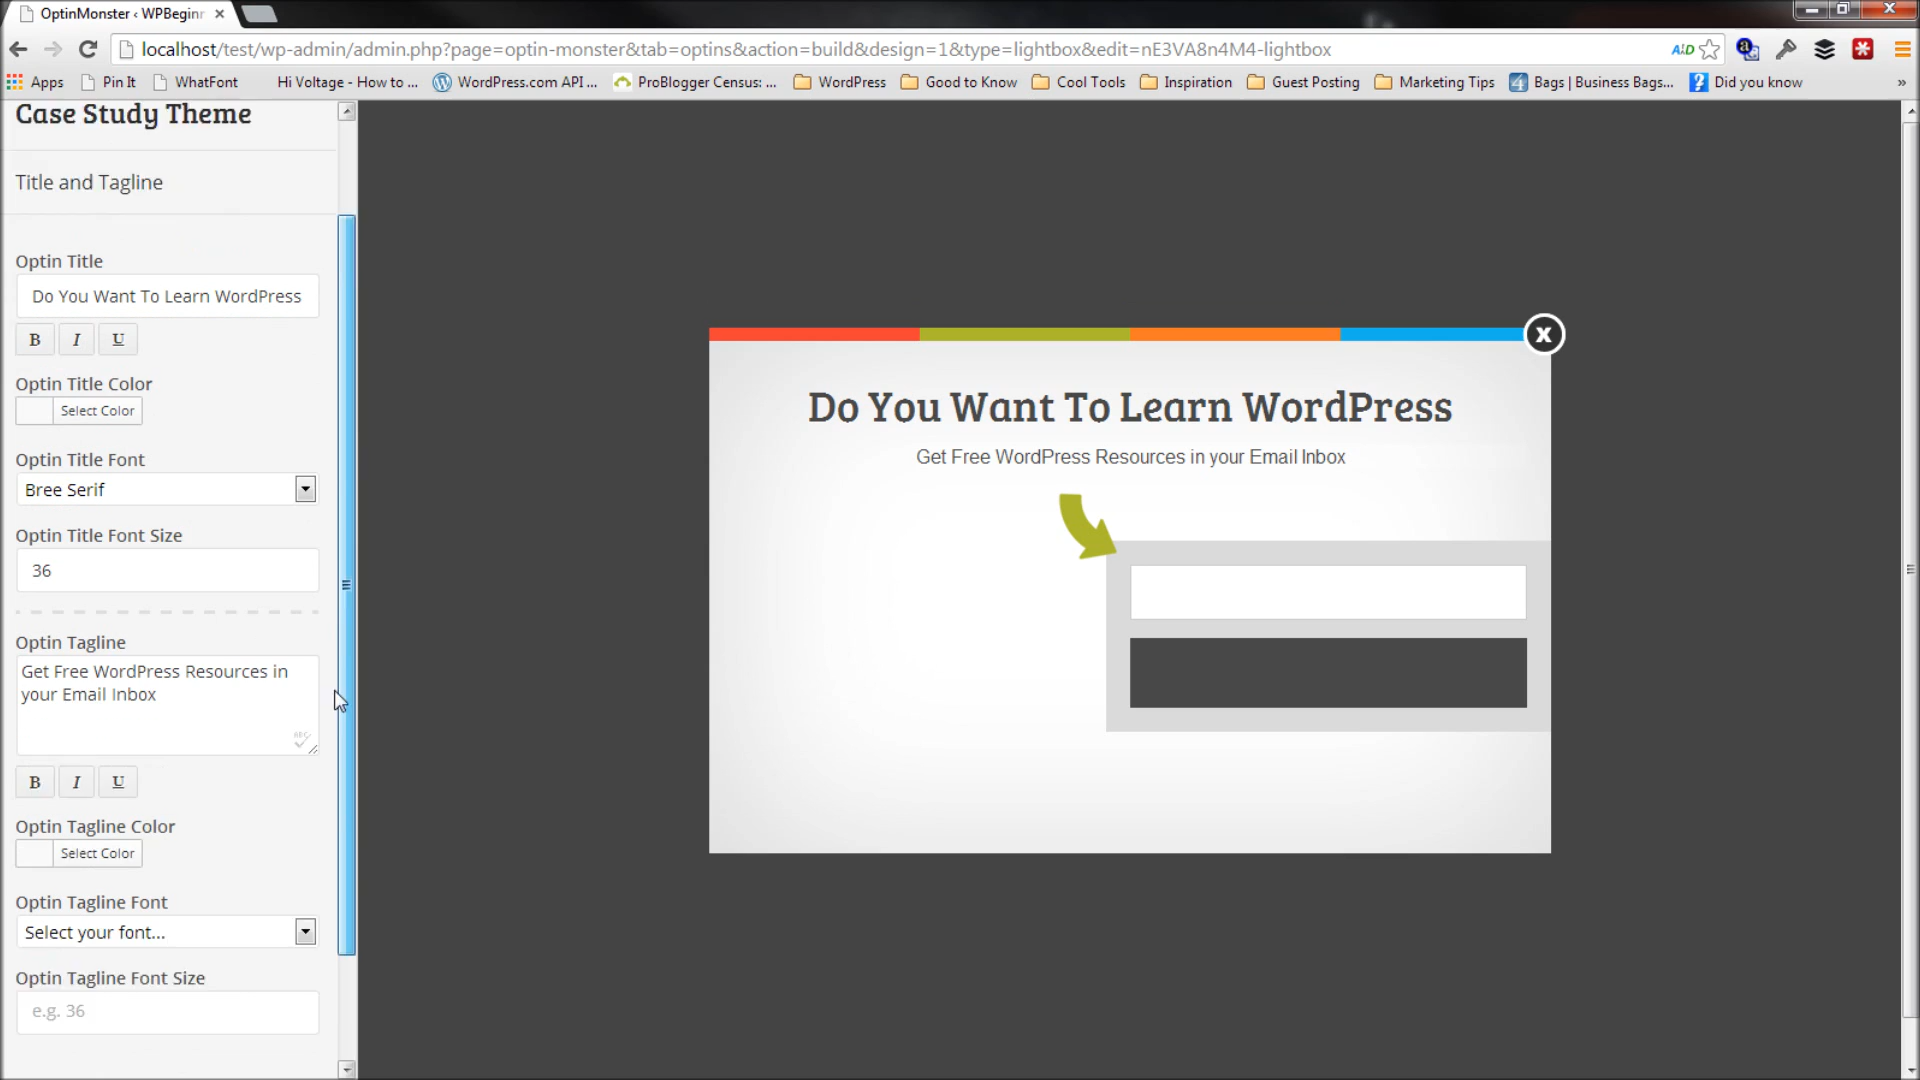 OptinMonster ‹ WPBeginn
localhost/test/wp-admin/admin.php?page=optin-monster&tab=optins&action=build&design=1&type=lightbox&edit=nE3VA8n4M4-lightbox
Apps Pin It WhatFont Hi Voltage - How to ... WordPress.com API ... ProBlogger Census: ... WordPress Good to Know Cool Tools Inspiration Guest Posting Marketing Tips Bags | Business Bags... Did you know »
Case Study Theme
Title and Tagline
Optin Title
Do You Want To Learn WordPress
B I U
Optin Title Color
Select Color
Optin Title Font
Bree Serif
Optin Title Font Size
36
Optin Tagline
Get Free WordPress Resources in
your Email Inbox
B I U
Optin Tagline Color
Select Color
Optin Tagline Font
Select your font...
Optin Tagline Font Size
e.g. 36
X
Do You Want To Learn WordPress
Get Free WordPress Resources in your Email Inbox